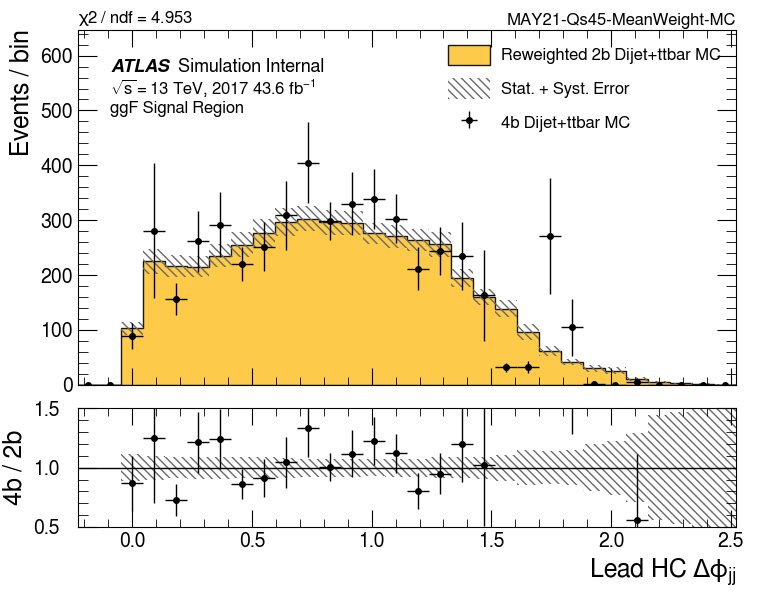 χ2 / ndf = 4.953
MAY21-Qs45-MeanWeight-MC
ATLAS Simulation Internal
√s = 13 TeV, 2017 43.6 fb⁻¹
ggF Signal Region
Reweighted 2b Dijet+ttbar MC
Stat. + Syst. Error
4b Dijet+ttbar MC
Events / bin
600
500
400
300
200
100
0
4b / 2b
1.5
1.0
0.5
0.0 0.5 1.0 1.5 2.0 2.5
Lead HC Δϕjj